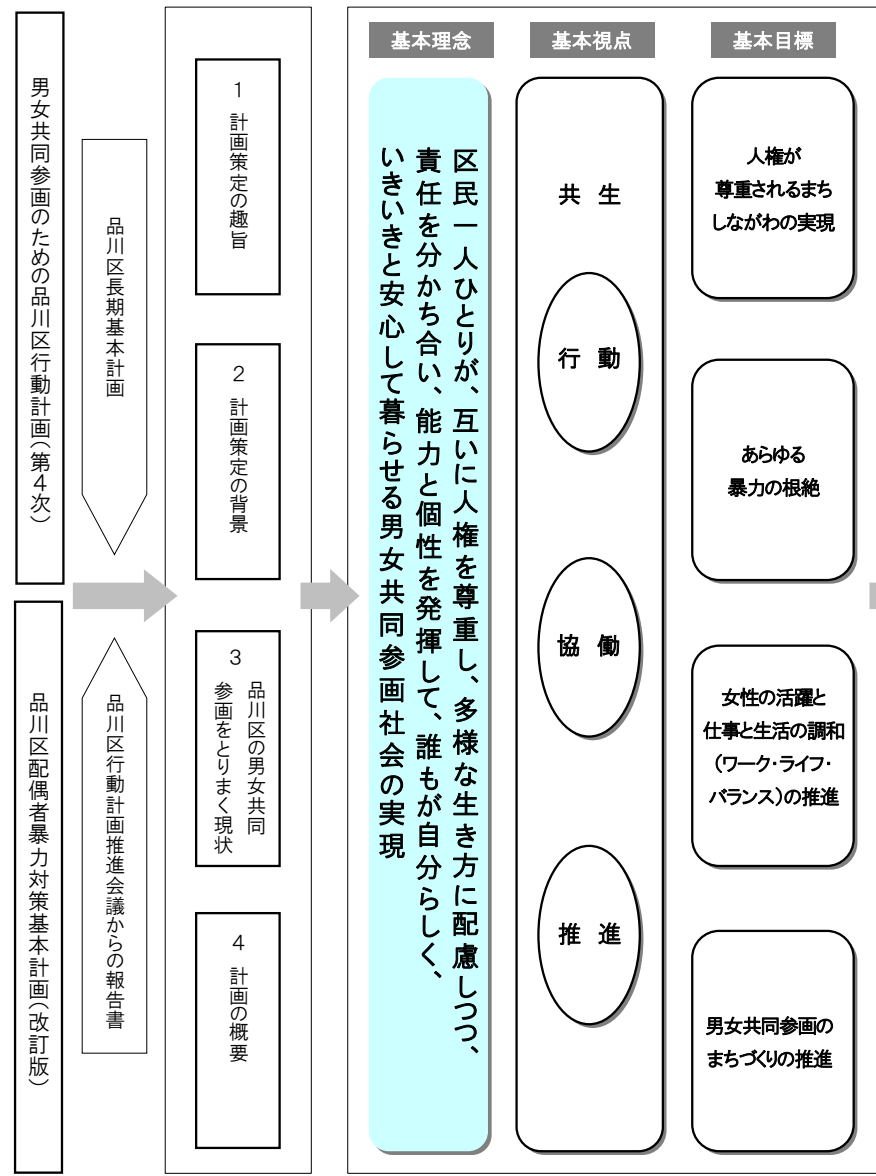 男女共同参画のための品川区行動計画（第４次）
品川区配偶者暴力対策基本計画（改訂版）
品川区長期基本計画
品川区行動計画推進会議からの報告書
１ 計画策定の趣旨
２ 計画策定の背景
３ 品川区の男女共同
参画をとりまく現状
４ 計画の概要
基本理念
区民一人ひとりが、互いに人権を尊重し、多様な生き方に配慮しつつ、
責任を分かち合い、能力と個性を発揮して、誰もが自分らしく、
いきいきと安心して暮らせる男女共同参画社会の実現
基本視点
共 生
行 動
協 働
推 進
基本目標
人権が
尊重されるまち
しながわの実現
あらゆる
暴力の根絶
女性の活躍と
仕事と生活の調和
（ワーク・ライフ・
バランス）の推進
男女共同参画の
まちづくりの推進